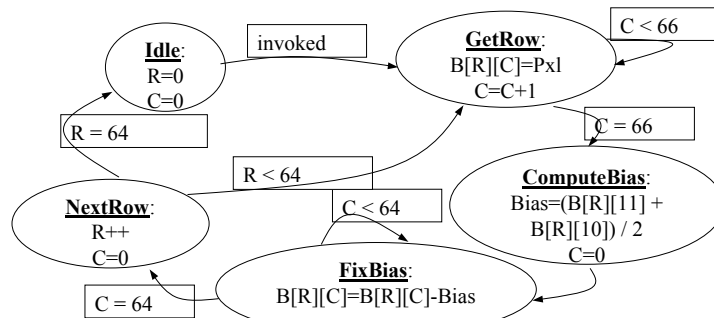 Idle:
R=0
C=0
invoked
GetRow:
B[R][C]=Pxl
C=C+1
C < 66
R = 64
C = 66
R < 64
C < 64
NextRow:
R++
C=0
ComputeBias:
Bias=(B[R][11] +
B[R][10]) / 2
C=0
FixBias:
B[R][C]=B[R][C]-Bias
C = 64